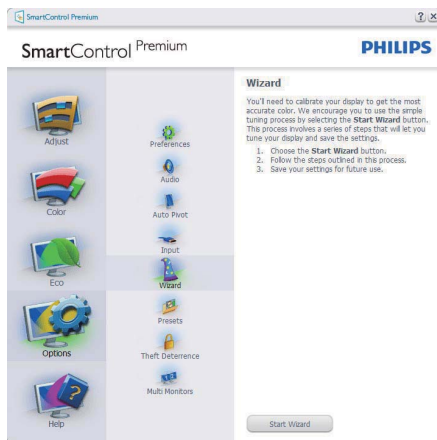 SmartControl Premium
SmartControl Premium
PHILIPS
Adjust
Color
Eco
Options
Help
Preferences
Audio
Auto Pivot
Input
Wizard
Presets
Theft Deterrence
Multi Monitors
Wizard
You'll need to calibrate your display to get the most
accurate color. We encourage you to use the simple
tuning process by selecting the Start Wizard button.
This process involves a series of steps that will let you
tune your display and save the settings.
1. Choose the Start Wizard button.
2. Follow the steps outlined in this process.
3. Save your settings for future use.
Start Wizard